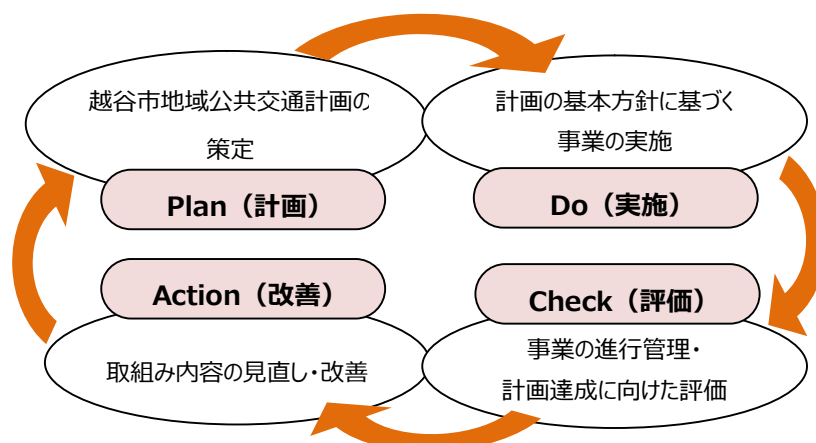 越谷市地域公共交通計画の
策定
Plan（計画）
計画の基本方針に基づく
事業の実施
Do（実施）
Action（改善）
取組み内容の見直し・改善
Check（評価）
事業の進行管理・
計画達成に向けた評価